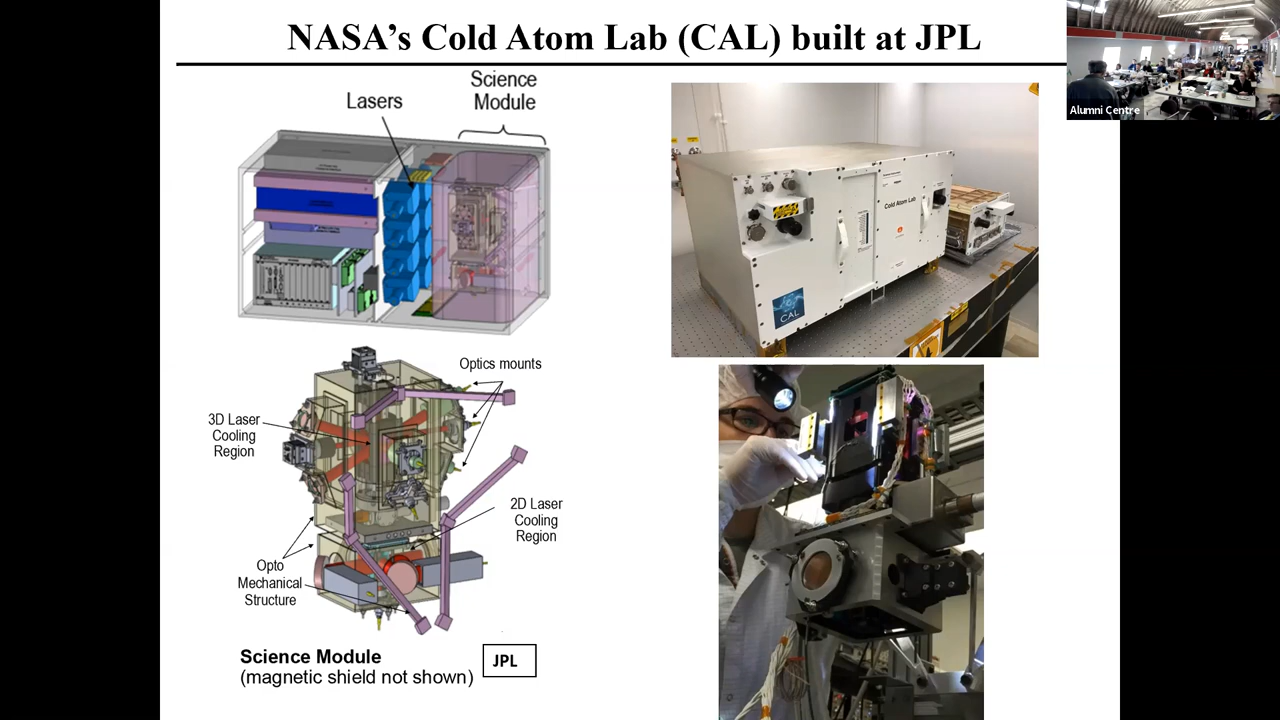 NASA's Cold Atom Lab (CAL) built at JPL
Alumni Centre
Science
Module
Lasers
Cold Atom Lab
CAL
Optics mounts
3D Laser
Cooling
Region
2D Laser
Cooling
Region
Opto
Mechanical
Structure
Science Module
(magnetic shield not shown)
JPL